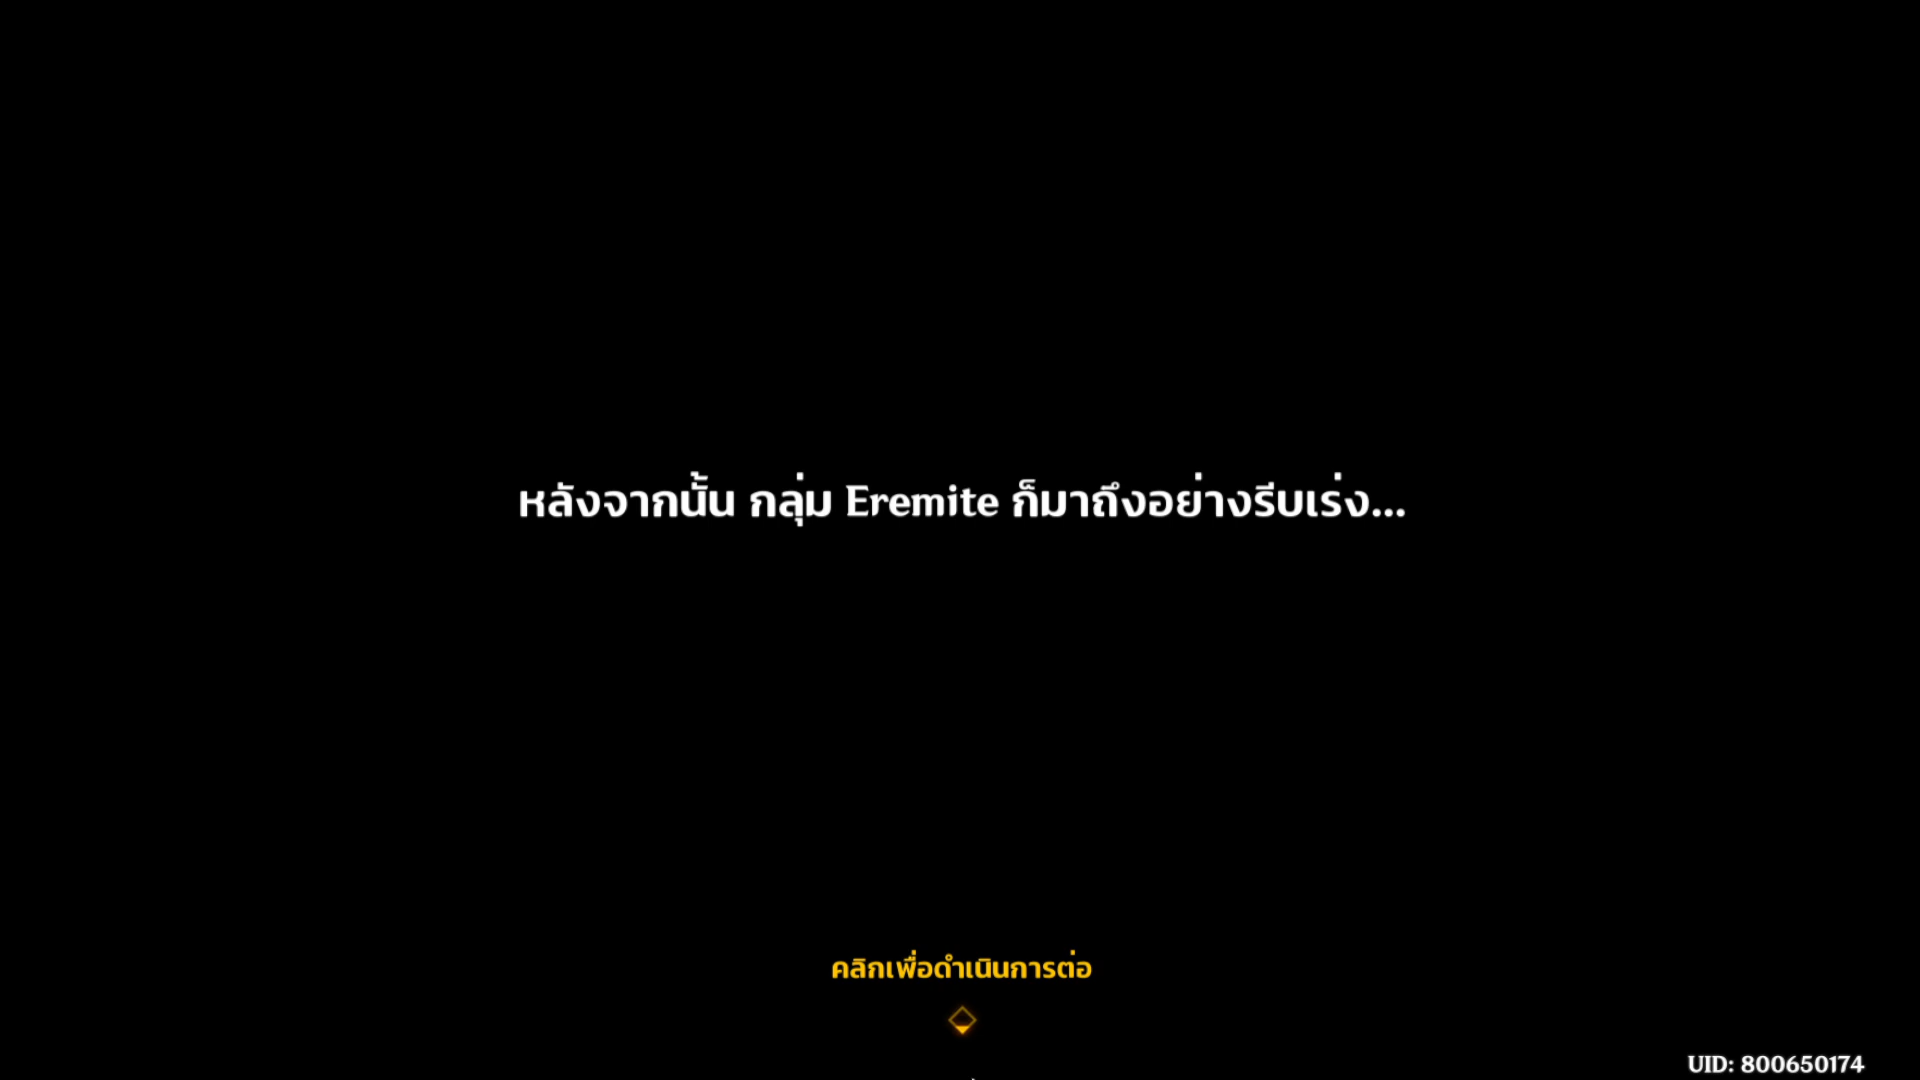 หลังจากนั้น กลุ่ม Eremite ก็มาถึงอย่างรีบเร่ง...
คลิกเพื่อดำเนินการต่อ
UID: 800650174